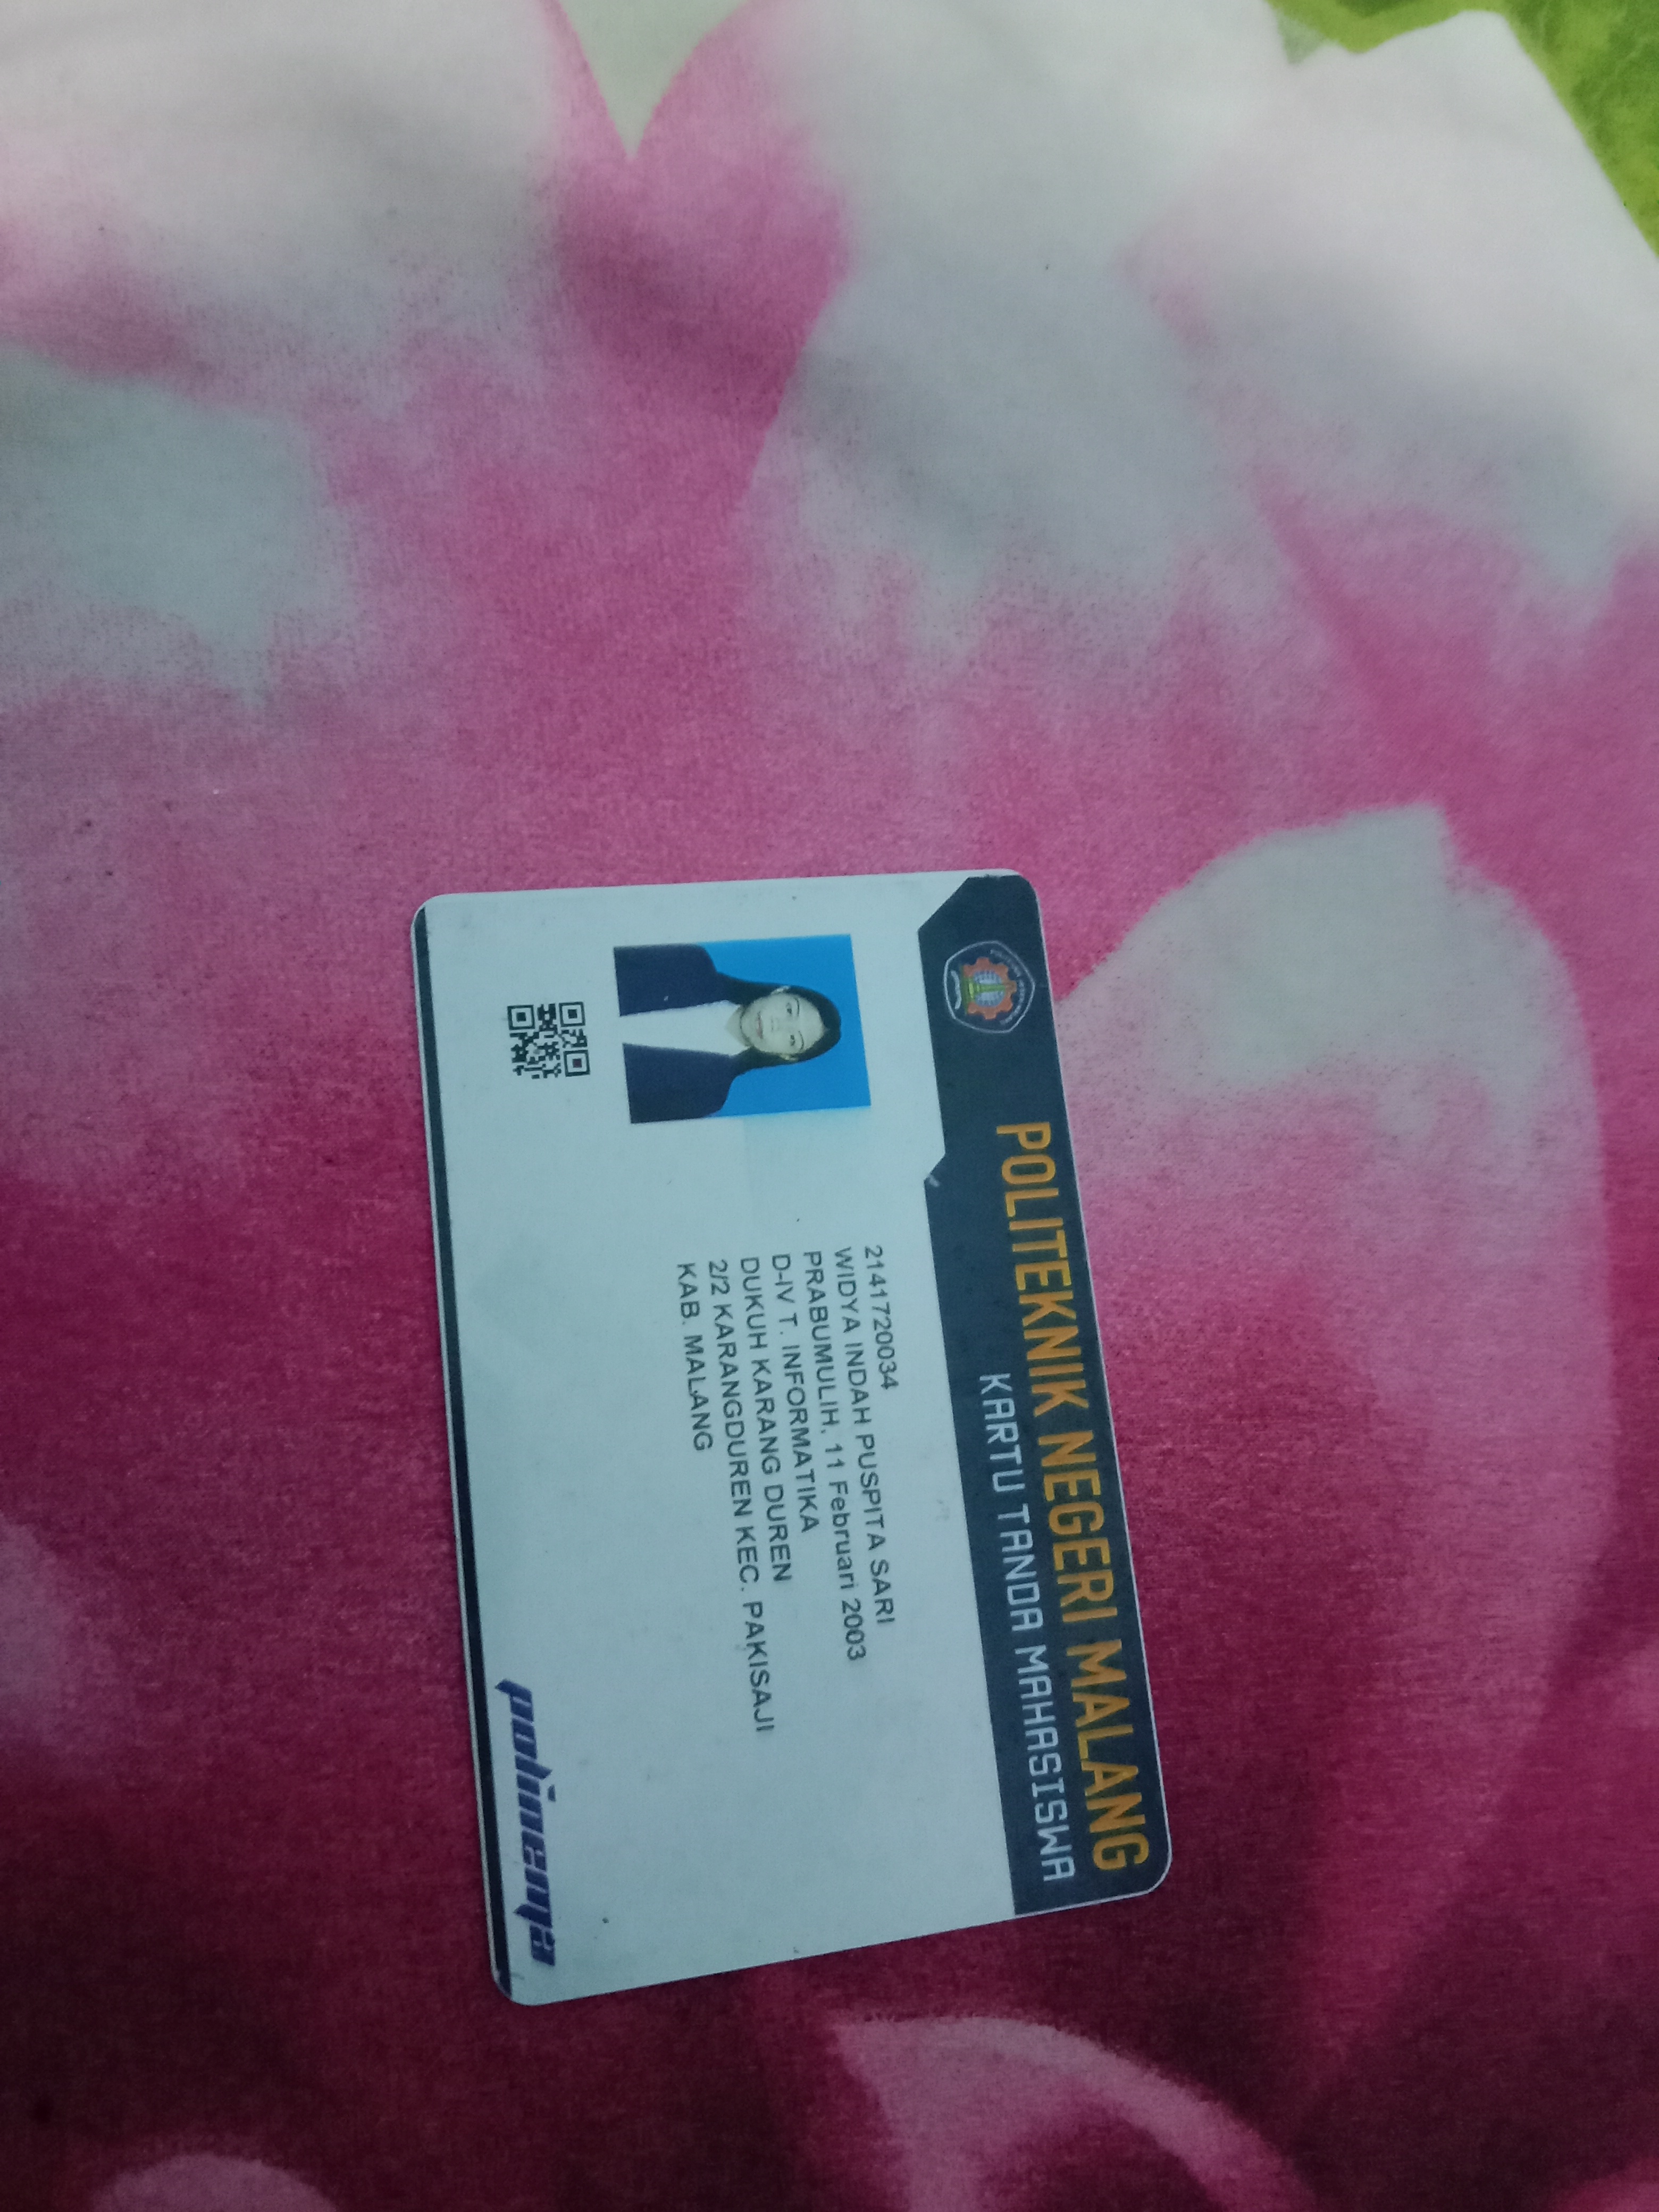 POLITEKNIK NEGERI MALANG
KARTU TANDA MAHASISWA
2141720034
WIDYA INDAH PUSPITA SARI
PRABUMULIH, 11 Februari 2003
D-IV T. INFORMATIKA
DUKUH KARANG DUREN
2/2 KARANGDUREN KEC. PAKISAJI
KAB. MALANG
polinema